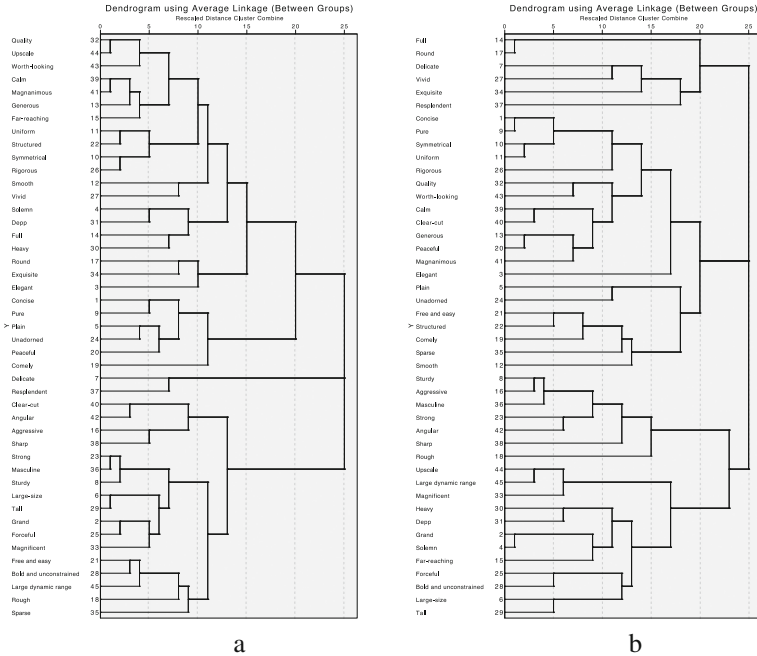 Dendrogram using Average Linkage (Between Groups)
Rescaled Distance Cluster Combine
0 5 10 15 20 25
Quality 32
Upscale 44
Worth-looking 43
Calm 39
Magnanimous 41
Generous 13
Far-reaching 15
Uniform 11
Structured 22
Symmetrical 10
Rigorous 26
Smooth 12
Vivid 27
Solemn 4
Depp 31
Full 14
Heavy 30
Round 17
Exquisite 34
Elegant 3
Concise 1
Pure 9
Y Plain 5
Unadorned 24
Peaceful 20
Comely 19
Delicate 7
Resplendent 37
Clear-cut 40
Angular 42
Aggressive 16
Sharp 38
Strong 23
Masculine 36
Sturdy 8
Large-size 6
Tall 29
Grand 2
Forceful 25
Magnificent 33
Free and easy 21
Bold and unconstrained 28
Large dynamic range 45
Rough 18
Sparse 35
a
Dendrogram using Average Linkage (Between Groups)
Rescaled Distance Cluster Combine
0 5 10 15 20 25
Full 14
Round 17
Delicate 7
Vivid 27
Exquisite 34
Resplendent 37
Concise 1
Pure 9
Symmetrical 10
Uniform 11
Rigorous 26
Quality 32
Worth-looking 43
Calm 39
Clear-cut 40
Generous 13
Peaceful 20
Magnanimous 41
Elegant 3
Plain 5
Unadorned 24
Free and easy 21
Y Structured 22
Comely 19
Sparse 35
Smooth 12
Sturdy 8
Aggressive 16
Masculine 36
Strong 23
Angular 42
Sharp 38
Rough 18
Upscale 44
Large dynamic range 45
Magnificent 33
Heavy 30
Depp 31
Grand 2
Solemn 4
Far-reaching 15
Forceful 25
Bold and unconstrained 28
Large-size 6
Tall 29
b